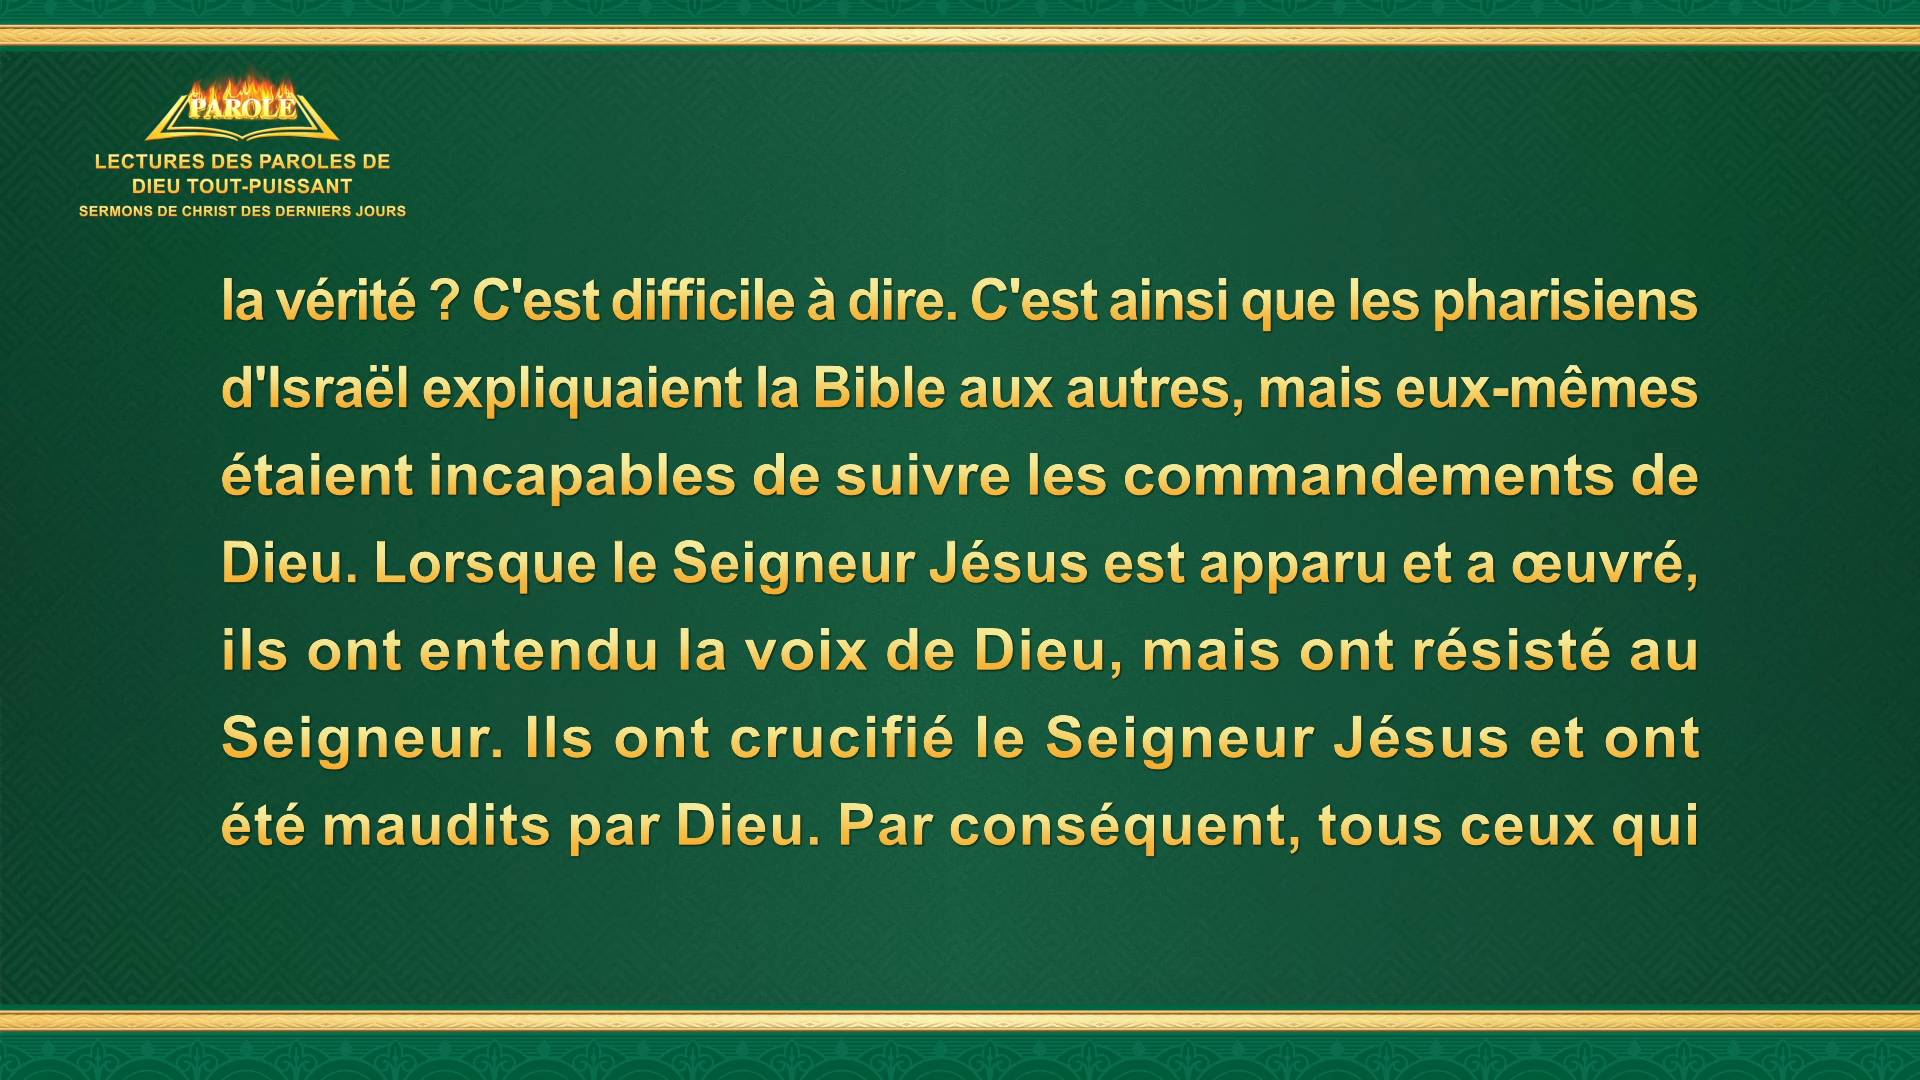 PAROLE
LECTURES DES PAROLES DE
DIEU TOUT-PUISSANT
SERMONS DE CHRIST DES DERNIERS JOURS
la vérité ? C'est difficile à dire. C'est ainsi que les pharisiens
d'Israël expliquaient la Bible aux autres, mais eux-mêmes
étaient incapables de suivre les commandements de
Dieu. Lorsque le Seigneur Jésus est apparu et a œuvré,
ils ont entendu la voix de Dieu, mais ont résisté au
Seigneur. Ils ont crucifié le Seigneur Jésus et ont
été maudits par Dieu. Par conséquent, tous ceux qui